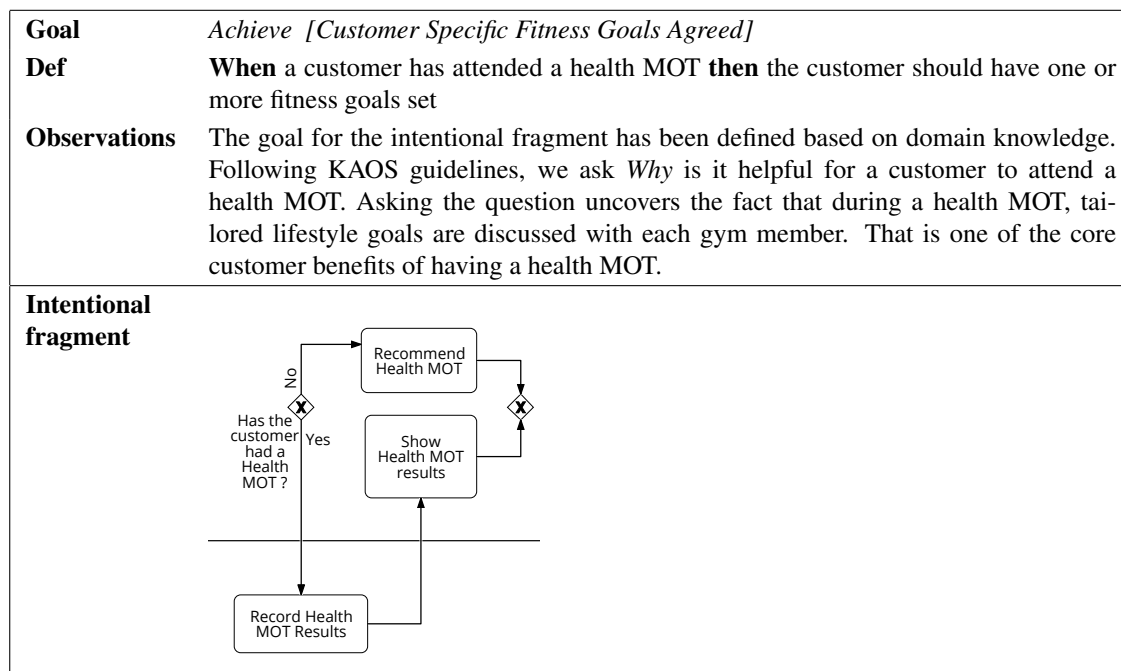 Goal Achieve [Customer Specific Fitness Goals Agreed]
Def When a customer has attended a health MOT then the customer should have one or
more fitness goals set
Observations The goal for the intentional fragment has been defined based on domain knowledge.
Following KAOS guidelines, we ask Why is it helpful for a customer to attend a
health MOT. Asking the question uncovers the fact that during a health MOT, tai-
lored lifestyle goals are discussed with each gym member. That is one of the core
customer benefits of having a health MOT.
Intentional
fragment
Recommend
Health MOT
No
X
X
Has the
customer
had a
Health
MOT ?
Yes
Show
Health MOT
results
Record Health
MOT Results